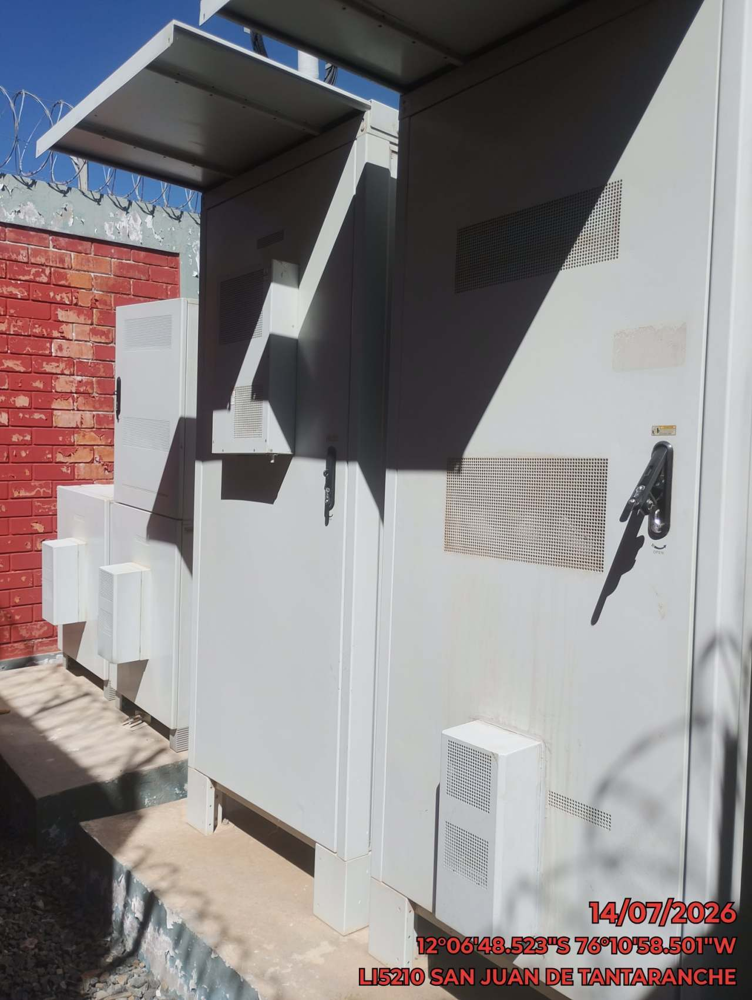 OPEN
14/07/2026
12°06'48.523"S 76°10'58.501"W
LI5210 SAN JUAN DE TANTARANCHE